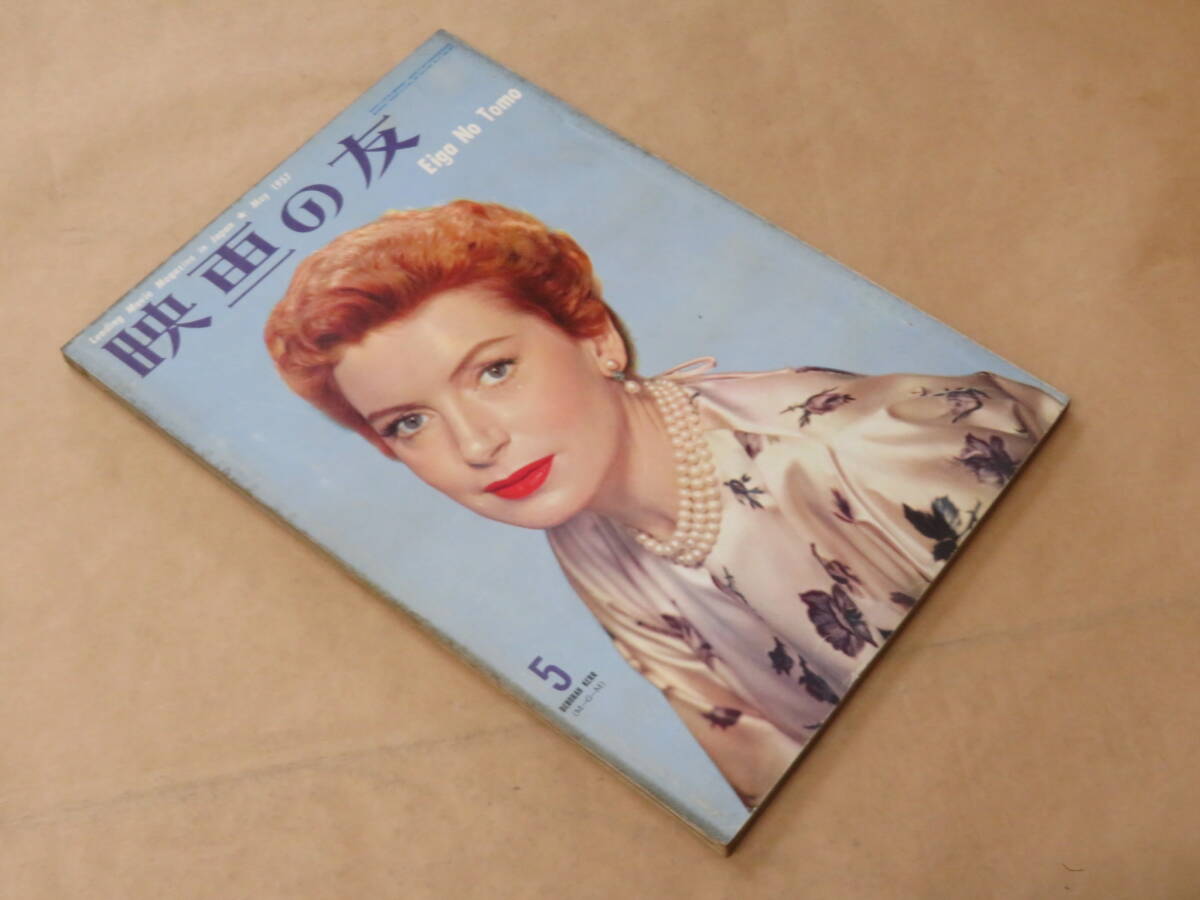 Leading Movie Magazine in Japan ★ May 1957
映画の友
Eiga No Tomo
5
DEBORAH KERR
(M—G—M)